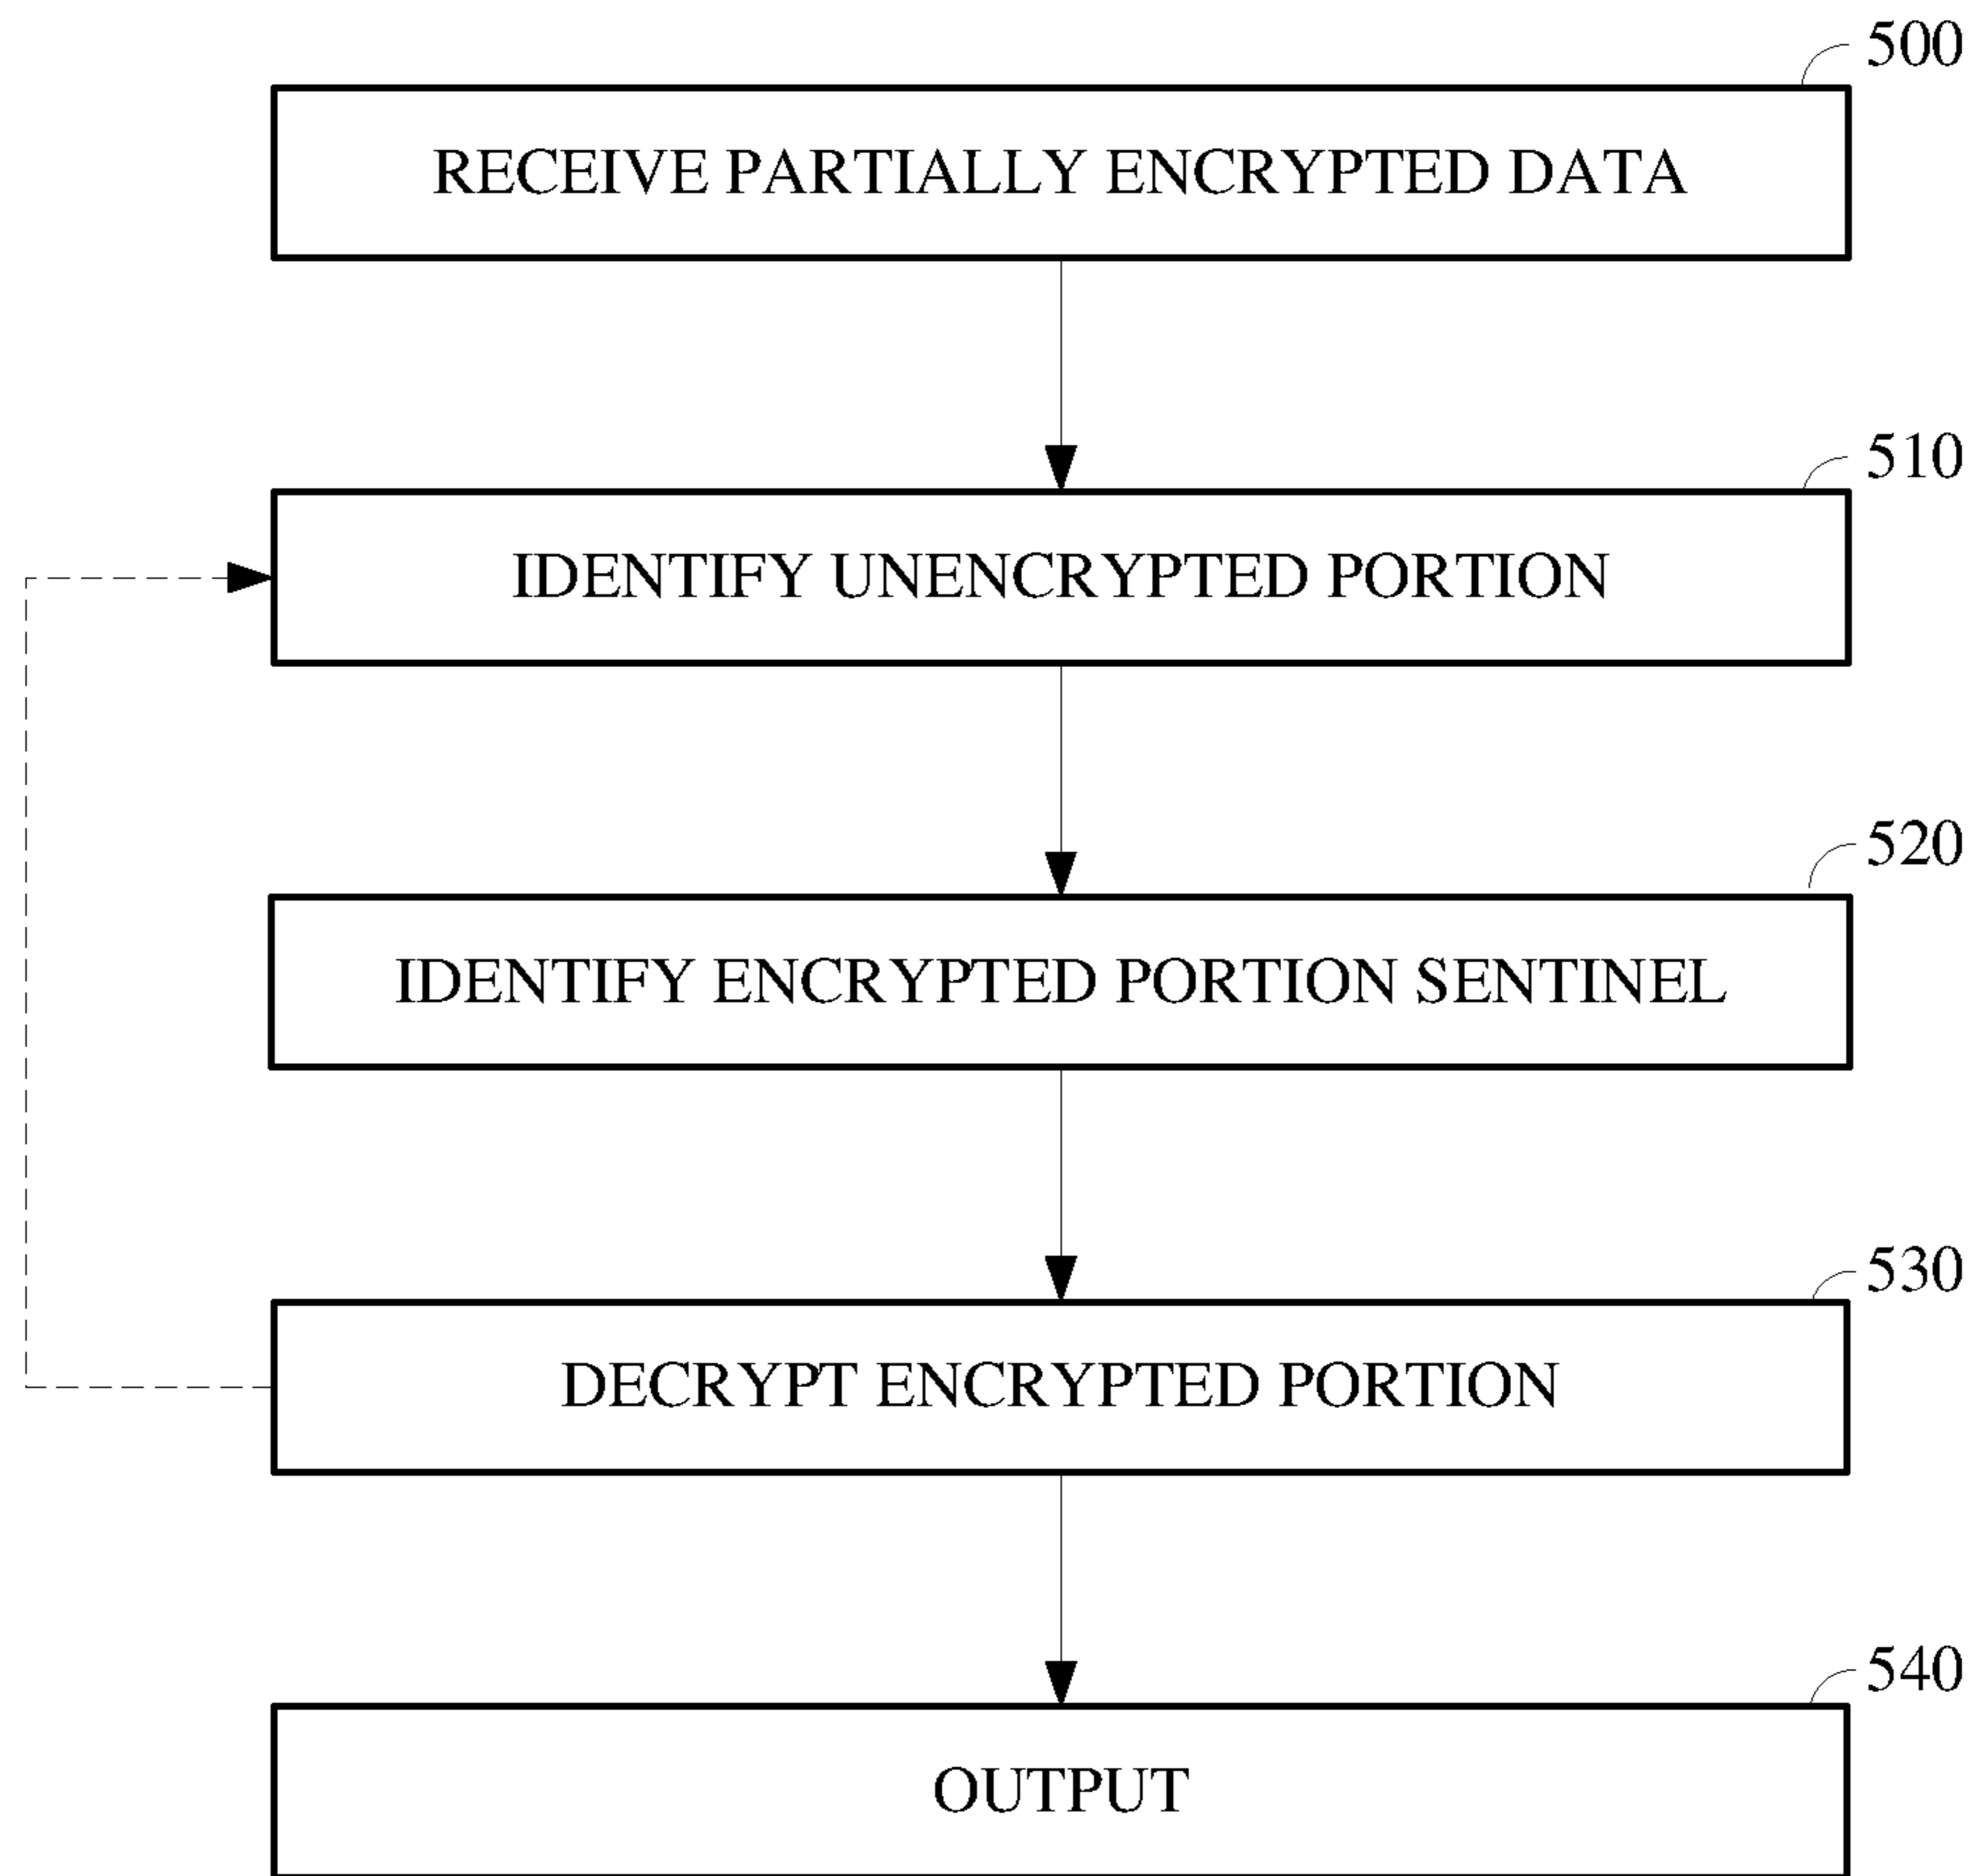 500
RECEIVE PARTIALLY ENCRYPTED DATA
510
IDENTIFY UNENCRYPTED PORTION
520
IDENTIFY ENCRYPTED PORTION SENTINEL
530
DECRYPT ENCRYPTED PORTION
540
OUTPUT